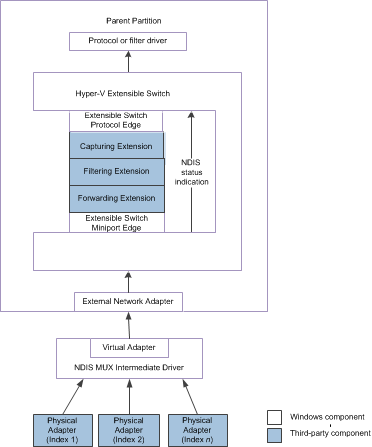 Parent Partition
Protocol or filter driver
Hyper-V Extensible Switch
Extensible Switch
Protocol Edge
Capturing Extension
Filtering Extension
Forwarding Extension
NDIS
status
indication
Extensible Switch
Miniport Edge
External Network Adapter
Virtual Adapter
NDIS MUX Intermediate Driver
Physical
Adapter
(Index 1)
Physical
Adapter
(Index 2)
Physical
Adapter
(Index n)
Windows component
Third-party component